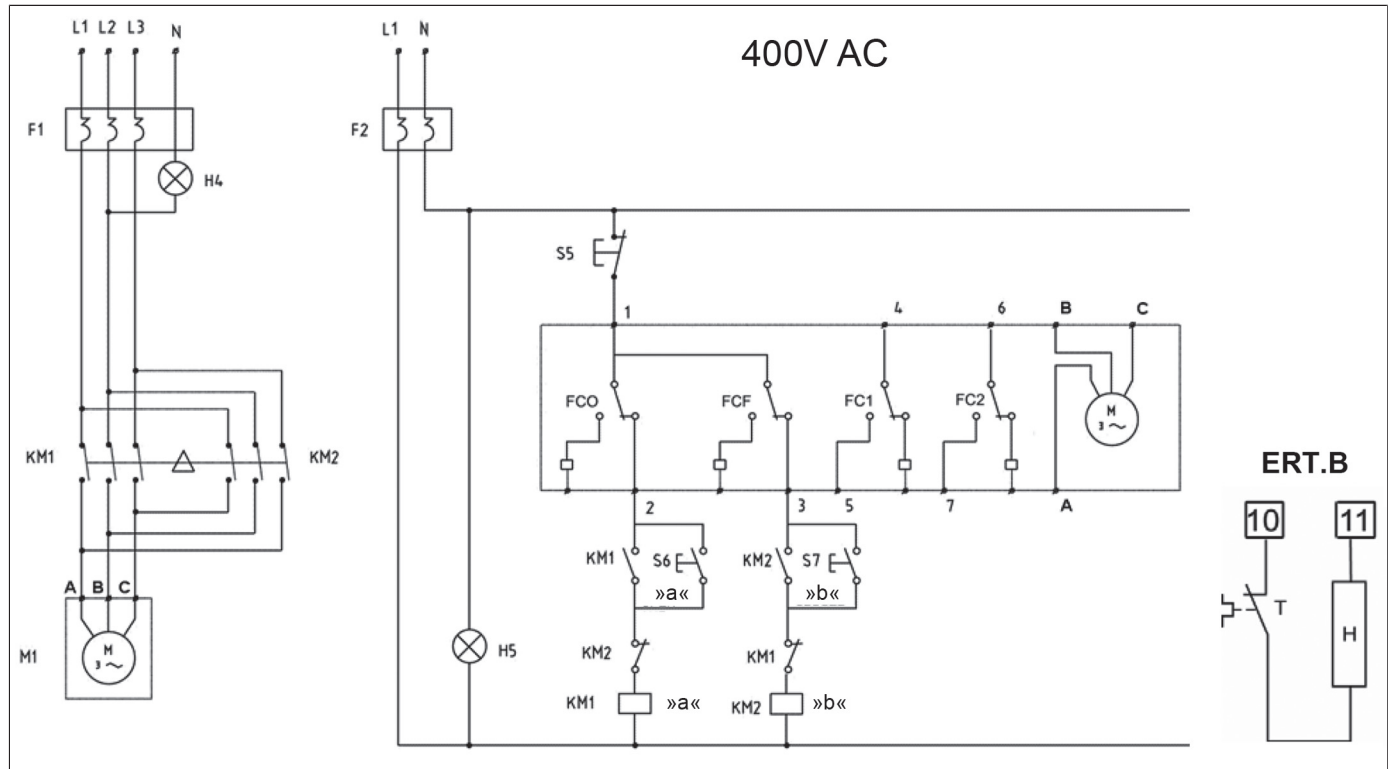 L1 L2 L3 N
L1 N
400V AC
F1
F2
H4
S5
1
4
6
B
C
FCO
FCF
FC1
FC2
M
3 ~
KM1
KM2
ERT.B
2
3
5
7
A
10
11
KM1
S6
KM2
S7
»a«
»b«
T
H
A B C
M1
M
3 ~
H5
KM2
KM1
KM1
»a«
KM2
»b«